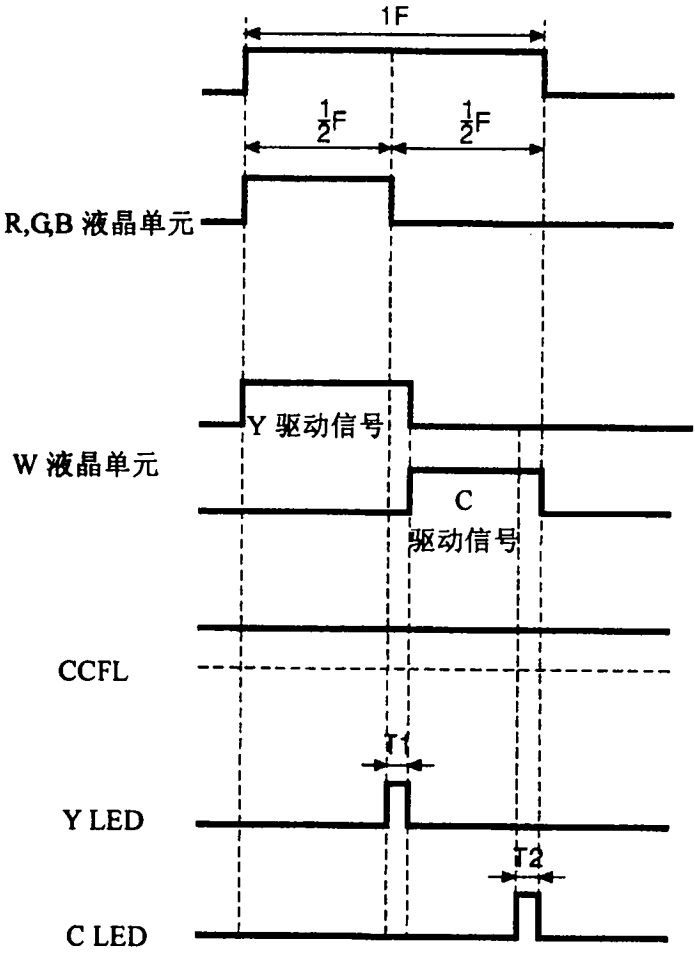 1F
1/2F 1/2F
R,G,B 液晶单元
Y 驱动信号
W 液晶单元
C
驱动信号
CCFL
T1
Y LED
T2
C LED